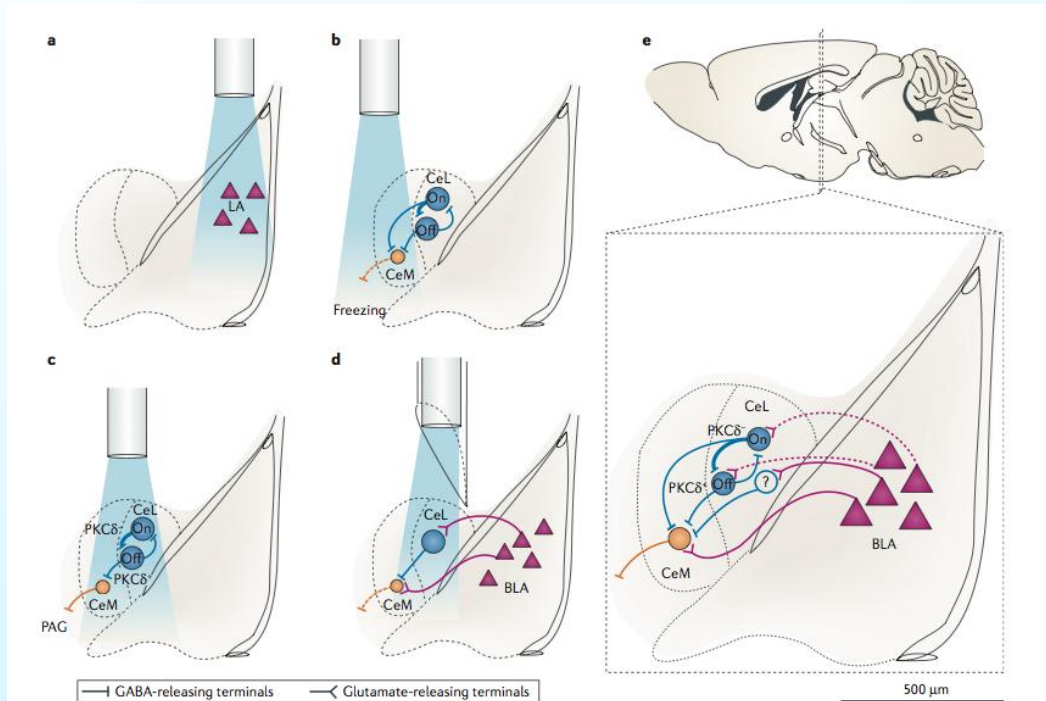 a
LA
b
CeL
On
Off
CeM
Freezing
c
CeL
PKCδ⁻
On
Off
PKCδ⁺
CeM
PAG
d
CeL
CeM
BLA
e
CeL
PKCδ⁻
On
PKCδ⁺
Off
?
BLA
CeM
GABA-releasing terminals
Glutamate-releasing terminals
500 µm